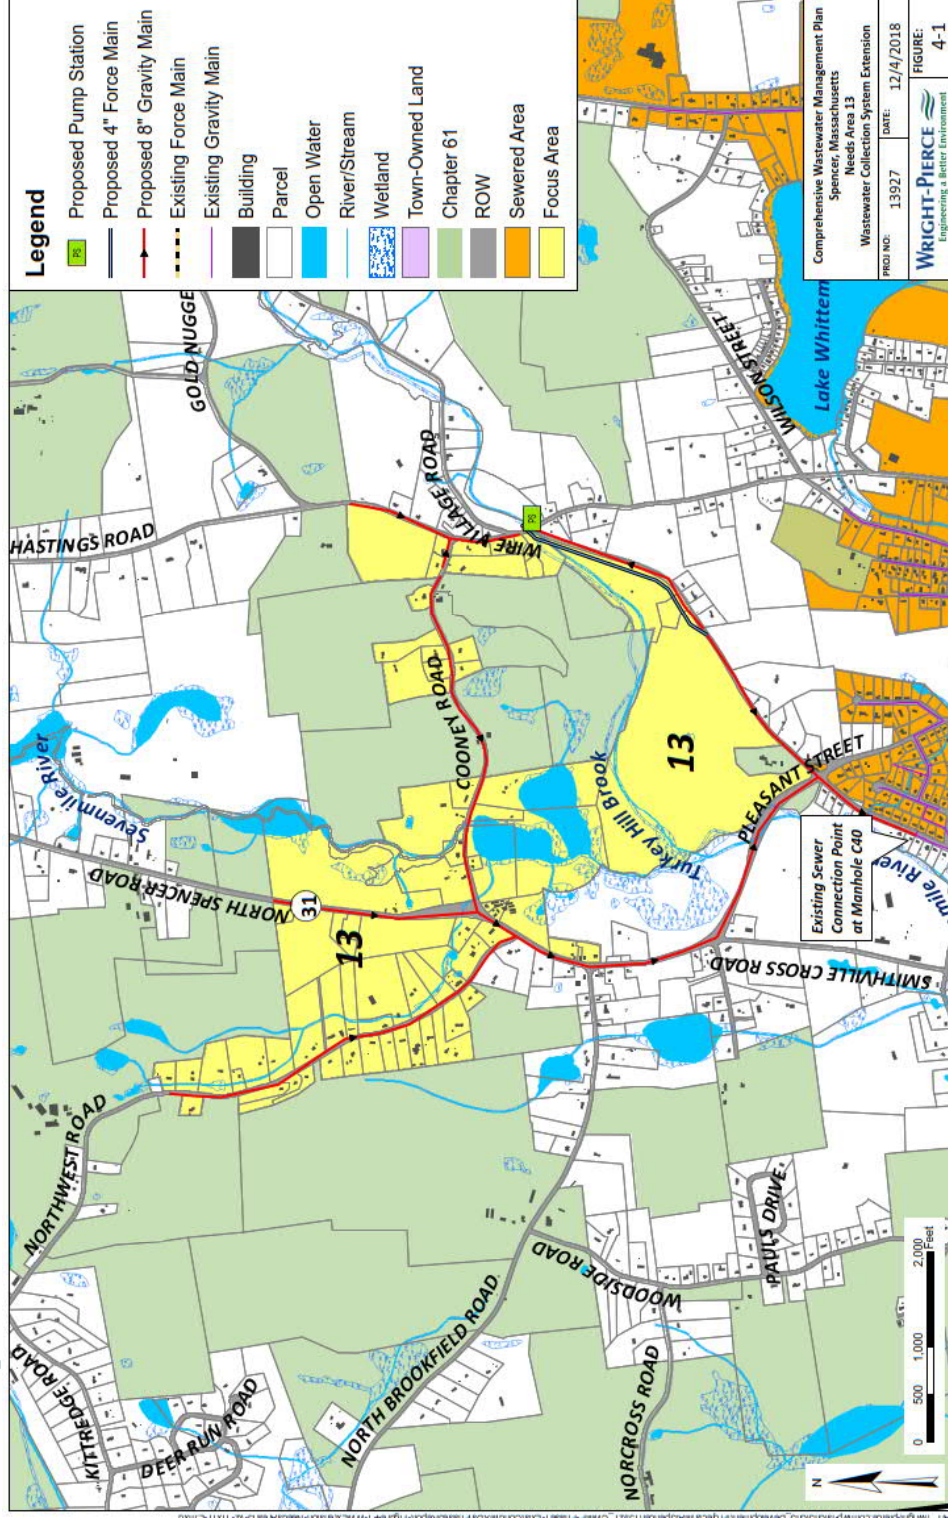 Legend
PS
Proposed Pump Station
Proposed 4" Force Main
Proposed 8" Gravity Main
Existing Force Main
Existing Gravity Main
Building
Parcel
Open Water
River/Stream
Wetland
Town-Owned Land
Chapter 61
ROW
Sewered Area
Focus Area
KITTREDGE ROAD
DEER RUN ROAD
NORTHWEST ROAD
NORTH BROOKFIELD ROAD
NORCROSS ROAD
WOODSIDE ROAD
PAULS DRIVE
NORTH SPENCER ROAD
31
13
Sevenmile River
COONEY ROAD
HASTINGS ROAD
GOLD NUGGE
WIRE VILLAGE ROAD
PS
13
Turkey Hill Brook
PLEASANT STREET
SMITHVILLE CROSS ROAD
WILSON STREET
Lake Whittem
Existing Sewer
Connection Point
at Manhole C40
mile River
N
0 500 1,000 2,000
Feet
Comprehensive Wastewater Management Plan
Spencer, Massachusetts
Needs Area 13
Wastewater Collection System Extension
PROJ NO: 13927 DATE: 12/4/2018
WRIGHT-PIERCE
Engineering a Better Environment
FIGURE:
4-1